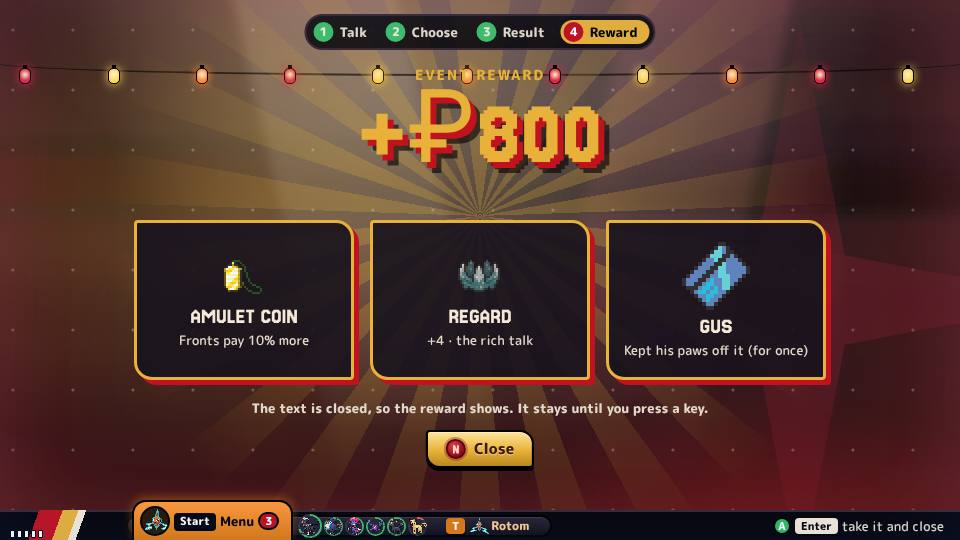 1 Talk 2 Choose 3 Result 4 Reward
EVENT REWARD
+₽800
AMULET COIN
Fronts pay 10% more
REGARD
+4 · the rich talk
GUS
Kept his paws off it (for once)
The text is closed, so the reward shows. It stays until you press a key.
N Close
Start Menu 3 T Rotom A Enter take it and close